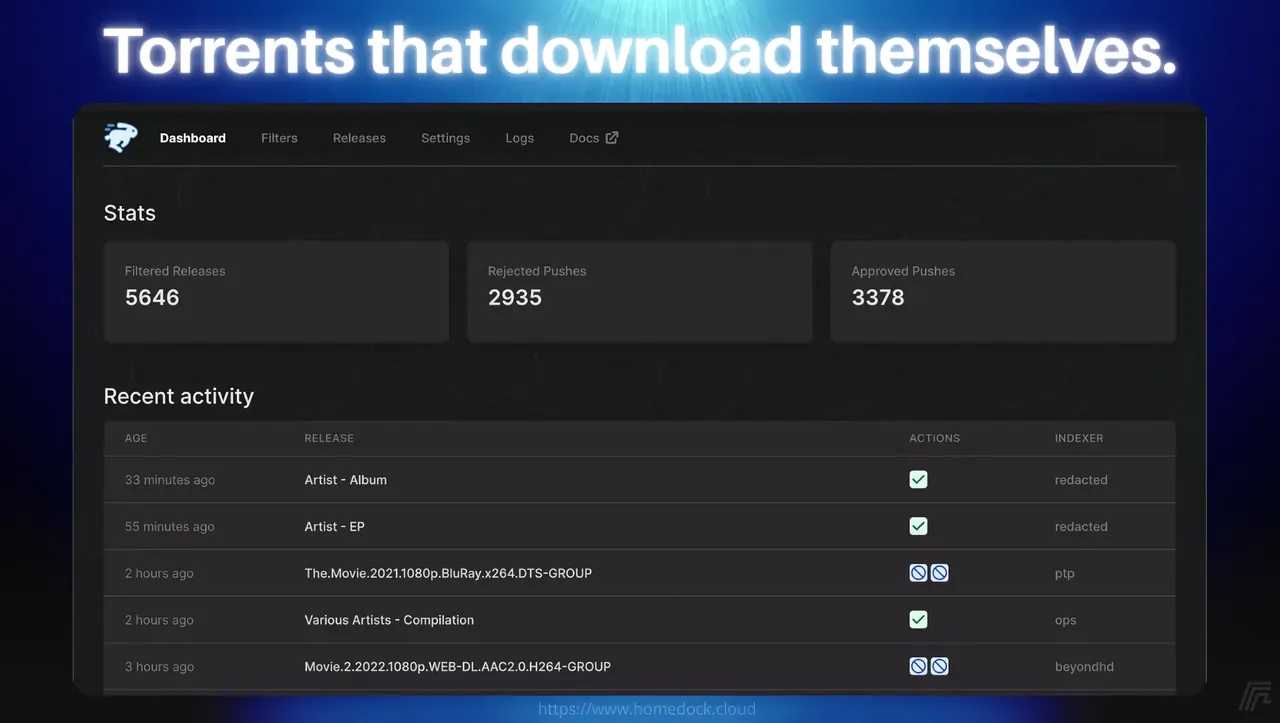 Torrents that download themselves.
Dashboard Filters Releases Settings Logs Docs
Stats
Filtered Releases Rejected Pushes Approved Pushes
5646 2935 3378
Recent activity
AGE RELEASE ACTIONS INDEXER
33 minutes ago Artist - Album redacted
55 minutes ago Artist - EP redacted
2 hours ago The.Movie.2021.1080p.BluRay.x264.DTS-GROUP ptp
2 hours ago Various Artists - Compilation ops
3 hours ago Movie.2.2022.1080p.WEB-DL.AAC2.0.H264-GROUP beyondhd
https://www.homedock.cloud